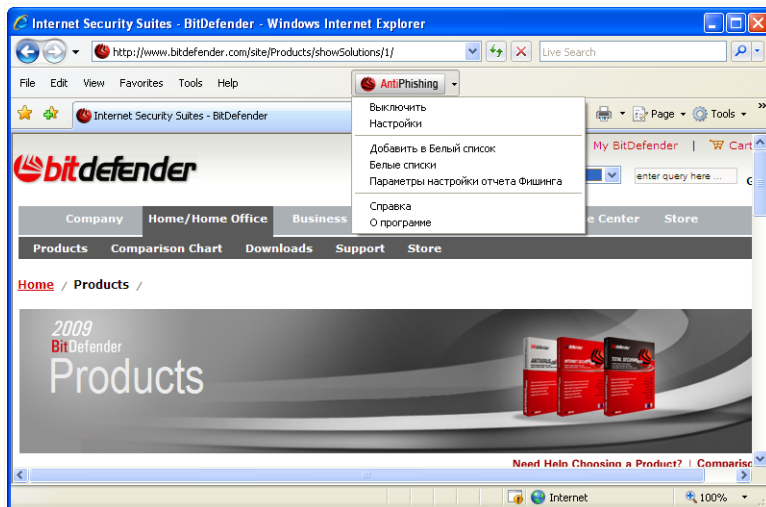 Internet Security Suites - BitDefender - Windows Internet Explorer
http://www.bitdefender.com/site/Products/showSolutions/1/
Live Search
File Edit View Favorites Tools Help
AntiPhishing
Выключить
Настройки
Добавить в Белый список
Белые списки
Параметры настройки отчета Фишинга
Справка
О программе
Internet Security Suites - BitDefender
Page Tools
My BitDefender | Cart
bitdefender
enter query here ...
Company Home/Home Office Business e Center Store
Products Comparison Chart Downloads Support Store
Home / Products /
2009
BitDefender
Products
Need Help Choosing a Product? | Comparisc
Internet
100%